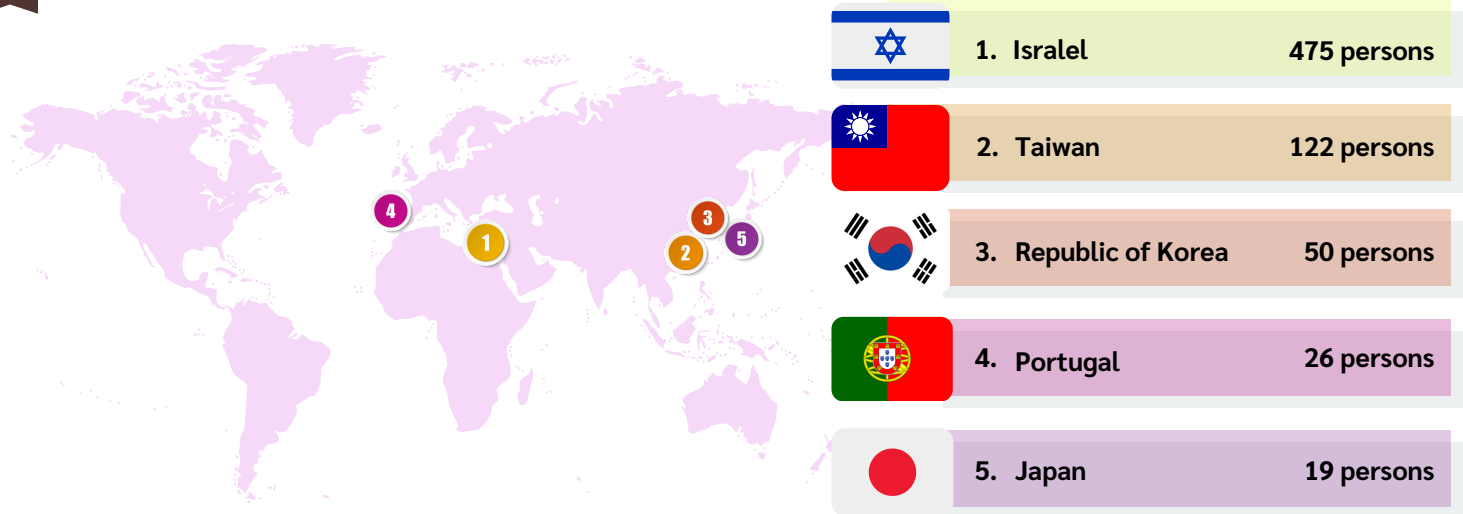 1. Isralel 475 persons
2. Taiwan 122 persons
3. Republic of Korea 50 persons
4. Portugal 26 persons
5. Japan 19 persons
4
1
3
2
5